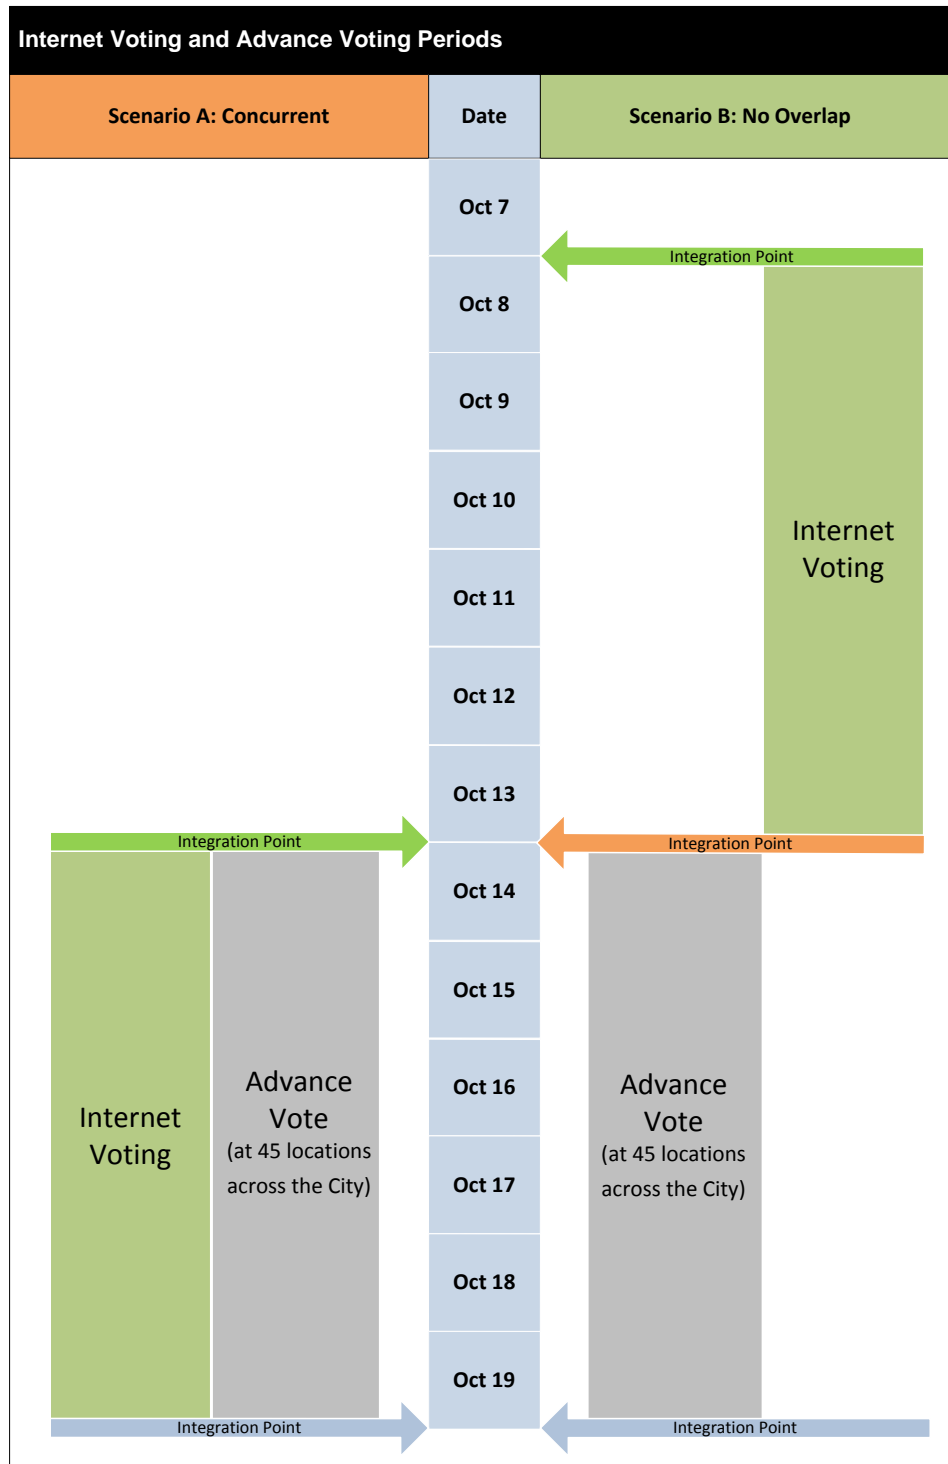 Internet Voting and Advance Voting Periods
Scenario A: Concurrent
Date
Scenario B: No Overlap
Oct 7
Integration Point
Oct 8
Oct 9
Oct 10
Internet
Voting
Oct 11
Oct 12
Oct 13
Integration Point
Integration Point
Oct 14
Oct 15
Internet
Voting
Advance
Vote
(at 45 locations
across the City)
Oct 16
Oct 17
Advance
Vote
(at 45 locations
across the City)
Oct 18
Oct 19
Integration Point
Integration Point